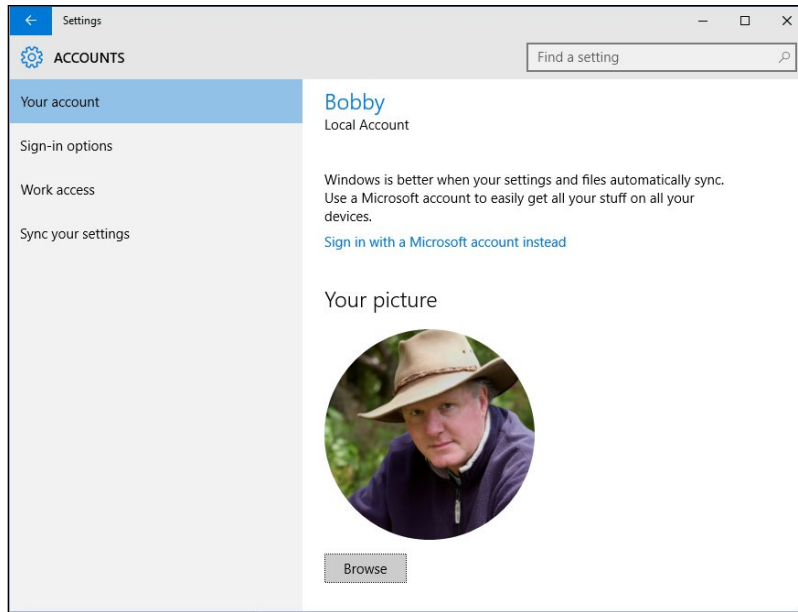 Settings
ACCOUNTS
Find a setting
Your account
Sign-in options
Work access
Sync your settings
Bobby
Local Account
Windows is better when your settings and files automatically sync.
Use a Microsoft account to easily get all your stuff on all your
devices.
Sign in with a Microsoft account instead
Your picture
Browse